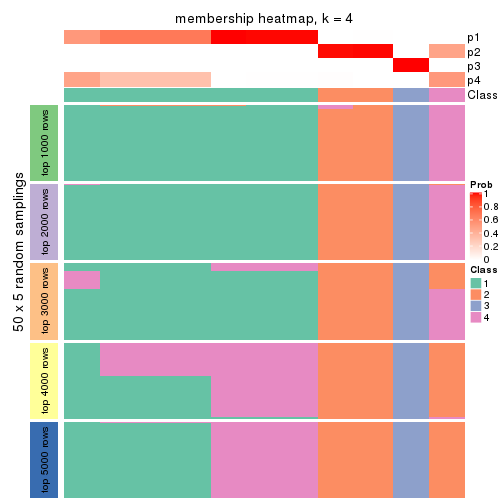 membership heatmap, k = 4
p1
p2
p3
p4
Class
50 x 5 random samplings
top 1000 rows
top 2000 rows
top 3000 rows
top 4000 rows
top 5000 rows
Prob
1
0.8
0.6
0.4
0.2
0
Class
1
2
3
4